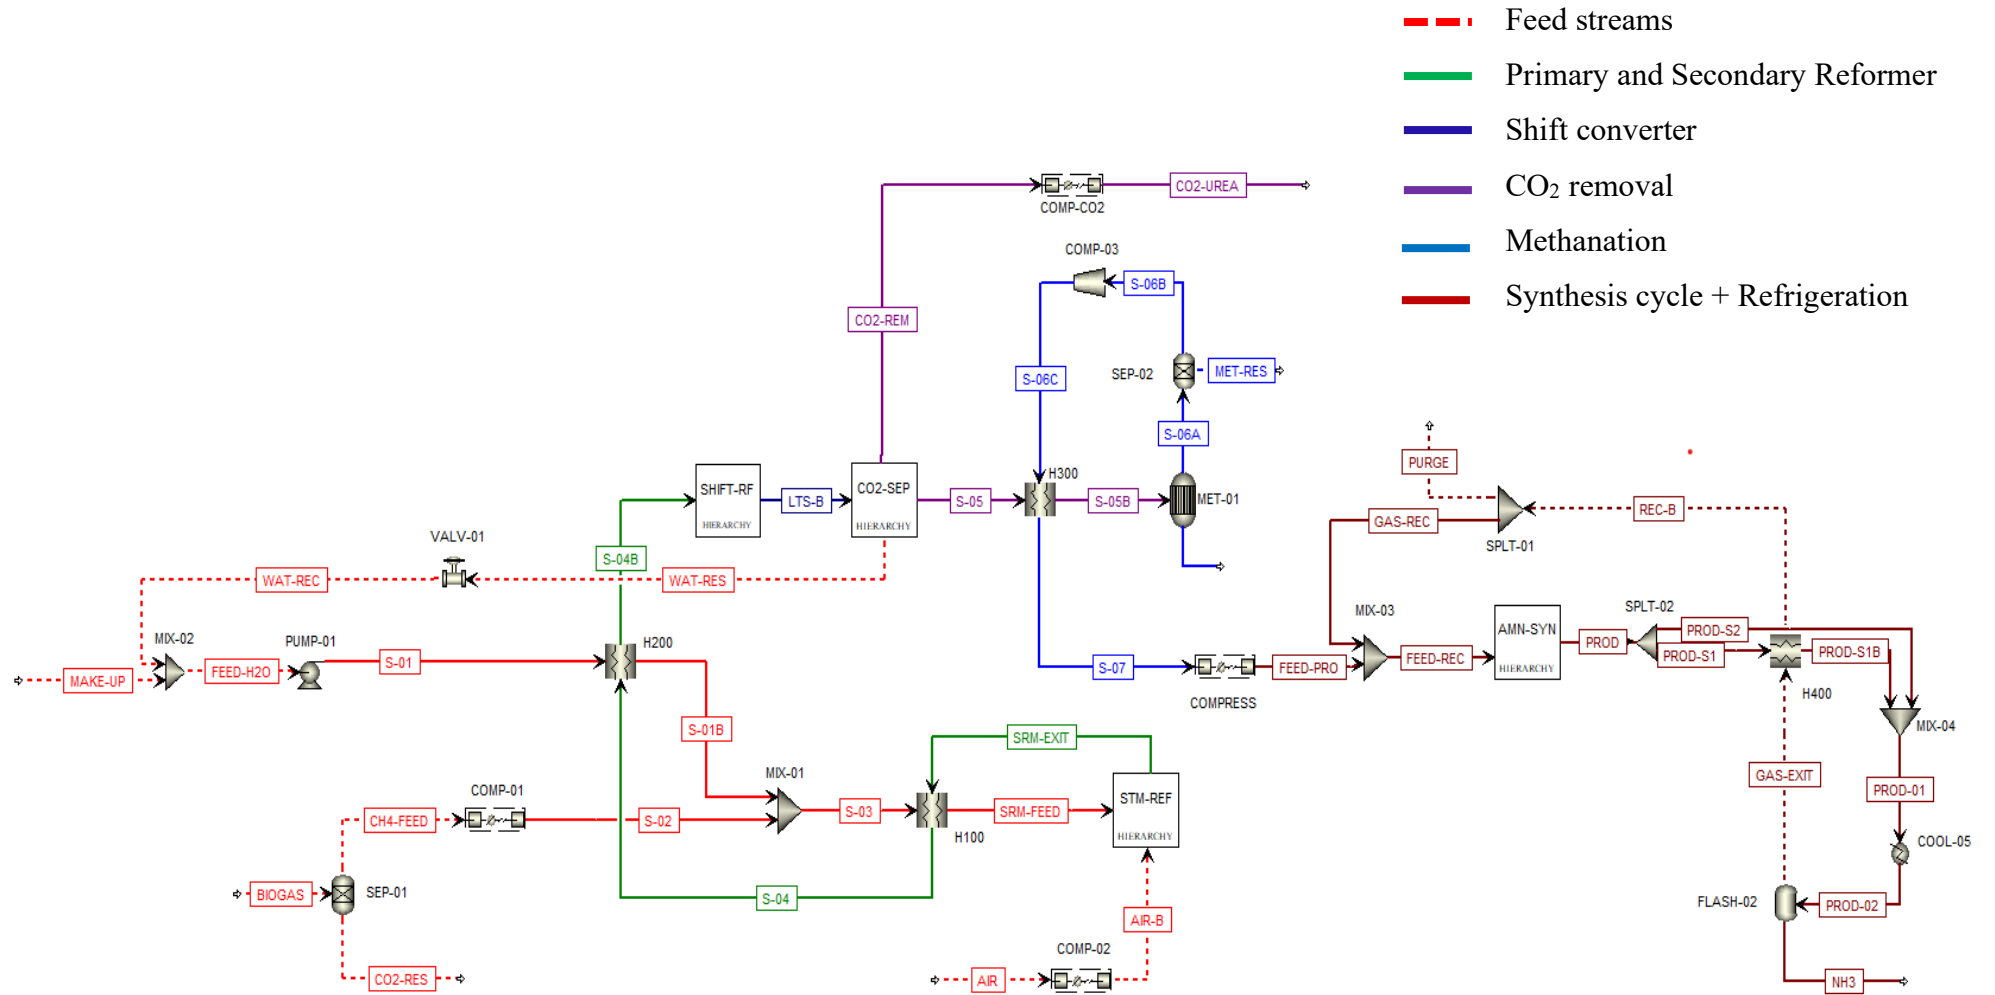 Feed streams
Primary and Secondary Reformer
Shift converter
CO₂ removal
Methanation
Synthesis cycle + Refrigeration
CO2-UREA
COMP-CO2
COMP-03
S-06B
CO2-REM
SEP-02
MET-RES
S-06C
S-06A
PURGE
H300
SHIFT-RF
HIERARCHY
LTS-B
CO2-SEP
HIERARCHY
S-05
S-05B
MET-01
GAS-REC
REC-B
SPLT-01
VALV-01
S-04B
WAT-REC
WAT-RES
MIX-02
PUMP-01
H200
MIX-03
SPLT-02
AMN-SYN
HIERARCHY
PROD
PROD-S2
PROD-S1
PROD-S1B
MAKE-UP
FEED-H2O
S-01
S-07
FEED-PRO
FEED-REC
H400
COMPRESS
S-01B
MIX-04
SRM-EXIT
MIX-01
GAS-EXIT
COMP-01
PROD-01
STM-REF
HIERARCHY
CH4-FEED
S-02
S-03
SRM-FEED
H100
COOL-05
BIOGAS
SEP-01
S-04
FLASH-02
PROD-02
AIR-B
COMP-02
CO2-RES
AIR
NH3